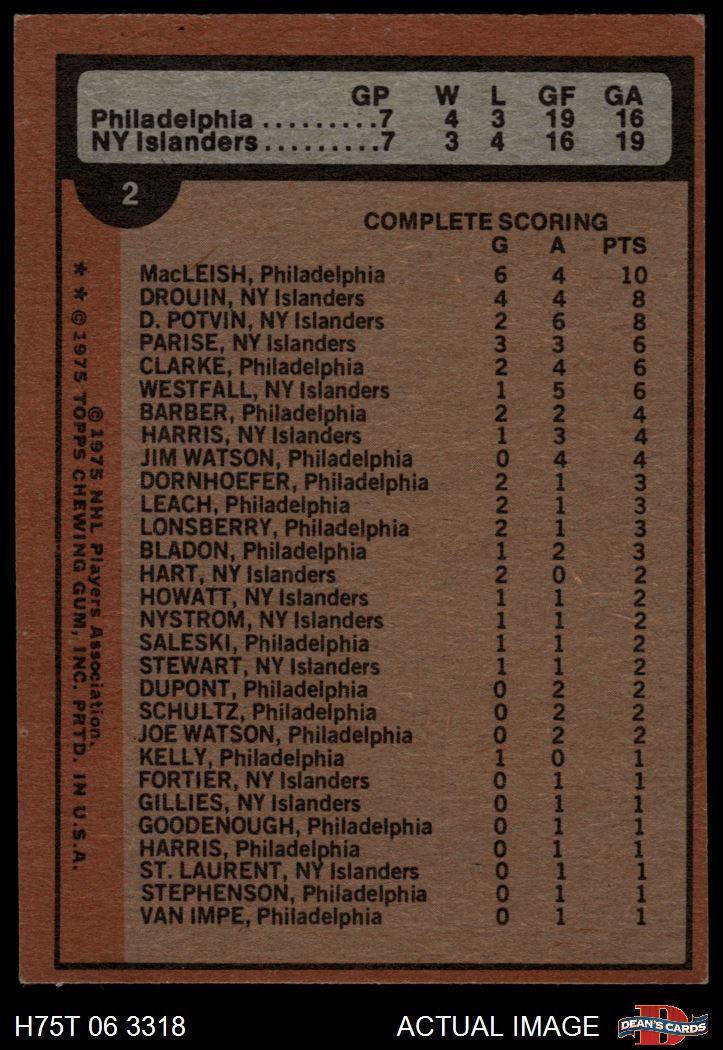 GP W L GF GA
Philadelphia .........7 4 3 19 16
NY Islanders.........7 3 4 16 19
2
COMPLETE SCORING
G A PTS
MacLEISH, Philadelphia 6 4 10
DROUIN, NY Islanders 4 4 8
D. POTVIN, NY Islanders 2 6 8
PARISE, NY Islanders 3 3 6
CLARKE, Philadelphia 2 4 6
WESTFALL, NY Islanders 1 5 6
BARBER, Philadelphia 2 2 4
HARRIS, NY Islanders 1 3 4
JIM WATSON, Philadelphia 0 4 4
DORNHOEFER, Philadelphia 2 1 3
LEACH, Philadelphia 2 1 3
LONSBERRY, Philadelphia 2 1 3
BLADON, Philadelphia 1 2 3
HART, NY Islanders 2 0 2
HOWATT, NY Islanders 1 1 2
NYSTROM, NY Islanders 1 1 2
SALESKI, Philadelphia 1 1 2
STEWART, NY Islanders 1 1 2
DUPONT, Philadelphia 0 2 2
SCHULTZ, Philadelphia 0 2 2
JOE WATSON, Philadelphia 0 2 2
KELLY, Philadelphia 1 0 1
FORTIER, NY Islanders 0 1 1
GILLIES, NY Islanders 0 1 1
GOODENOUGH, Philadelphia 0 1 1
HARRIS, Philadelphia 0 1 1
ST. LAURENT, NY Islanders 0 1 1
STEPHENSON, Philadelphia 0 1 1
VAN IMPE, Philadelphia 0 1 1
© 1975 NHL Players Association.
* * © 1975 TOPPS CHEWING GUM, INC. PRTD. IN U.S.A.
H75T 06 3318 ACTUAL IMAGE
D
DEAN'S CARDS